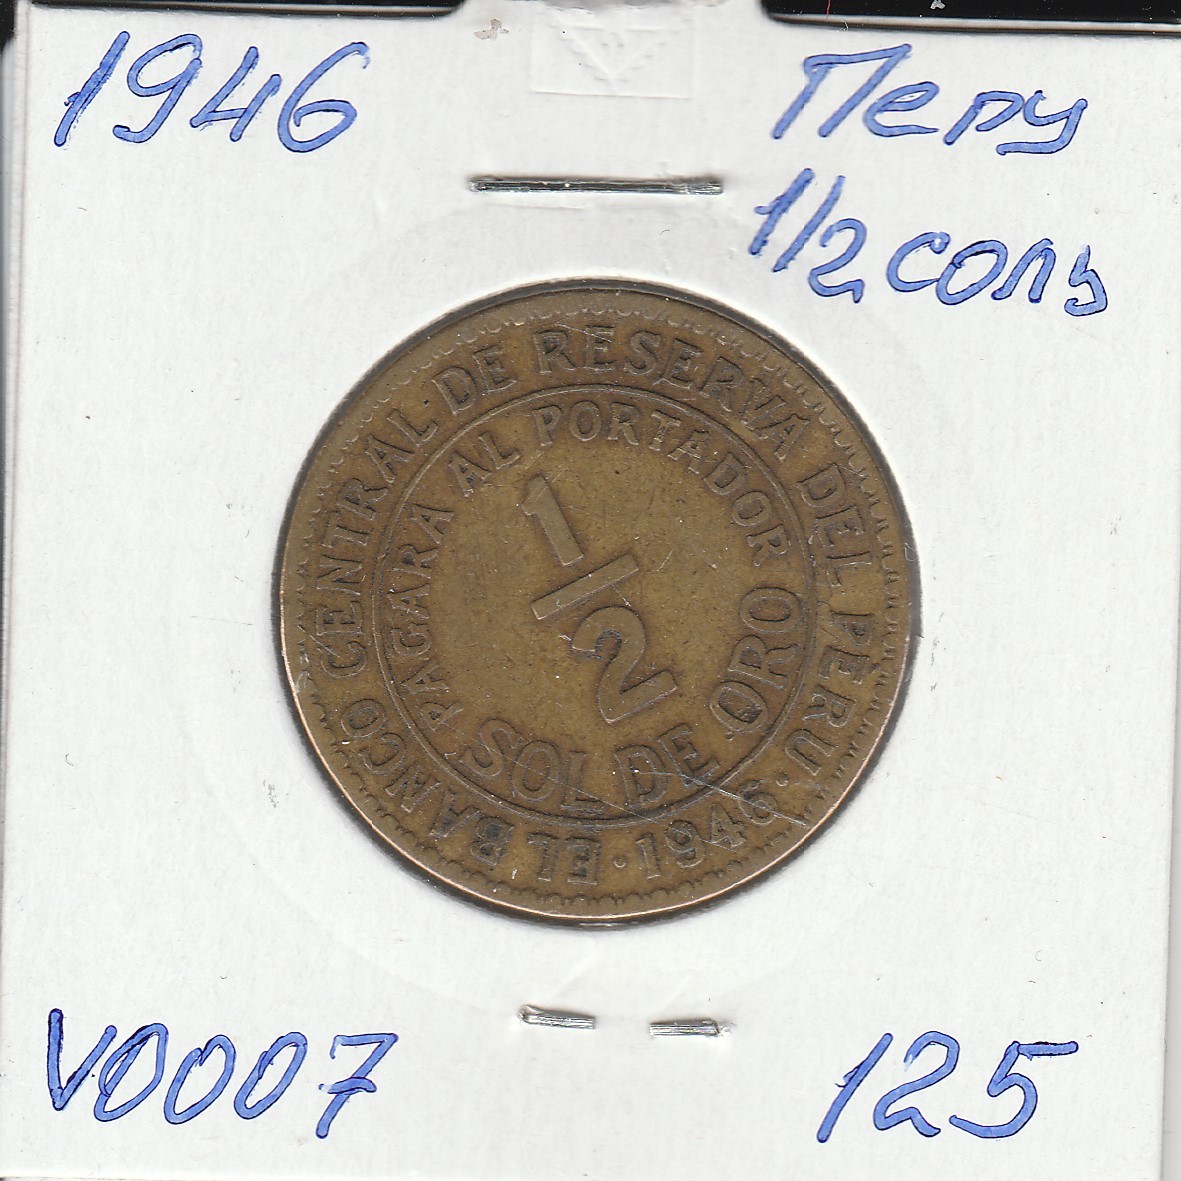 1946
Перу
1/2 соль
EL BANCO CENTRAL DE RESERVA DEL PERU
· 1946 ·
PAGARA AL PORTADOR
1/2
SOL DE ORO
V0007
125